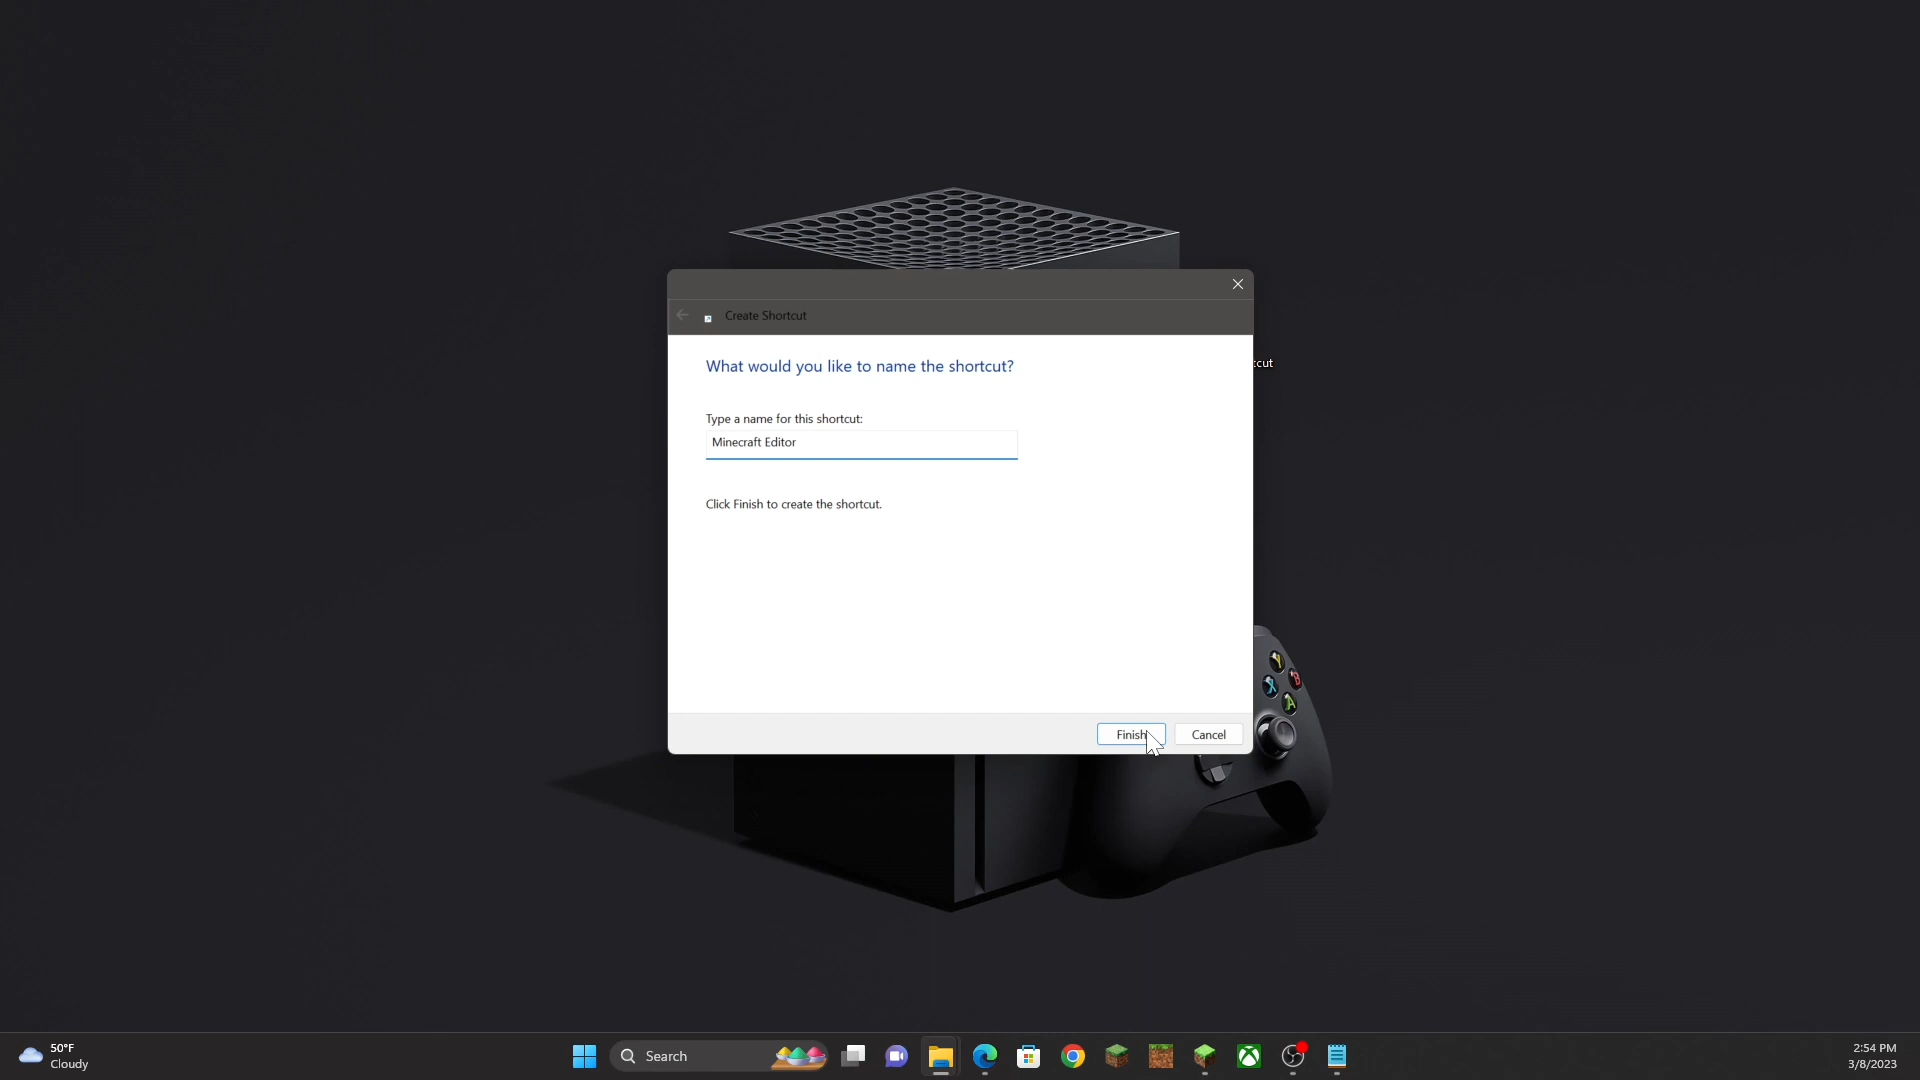 Create Shortcut
What would you like to name the shortcut?
Type a name for this shortcut:
Minecraft Editor
Click Finish to create the shortcut.
Finish
Cancel
Y
B
X
A
50°F
Cloudy
Search
2:54 PM
3/8/2023